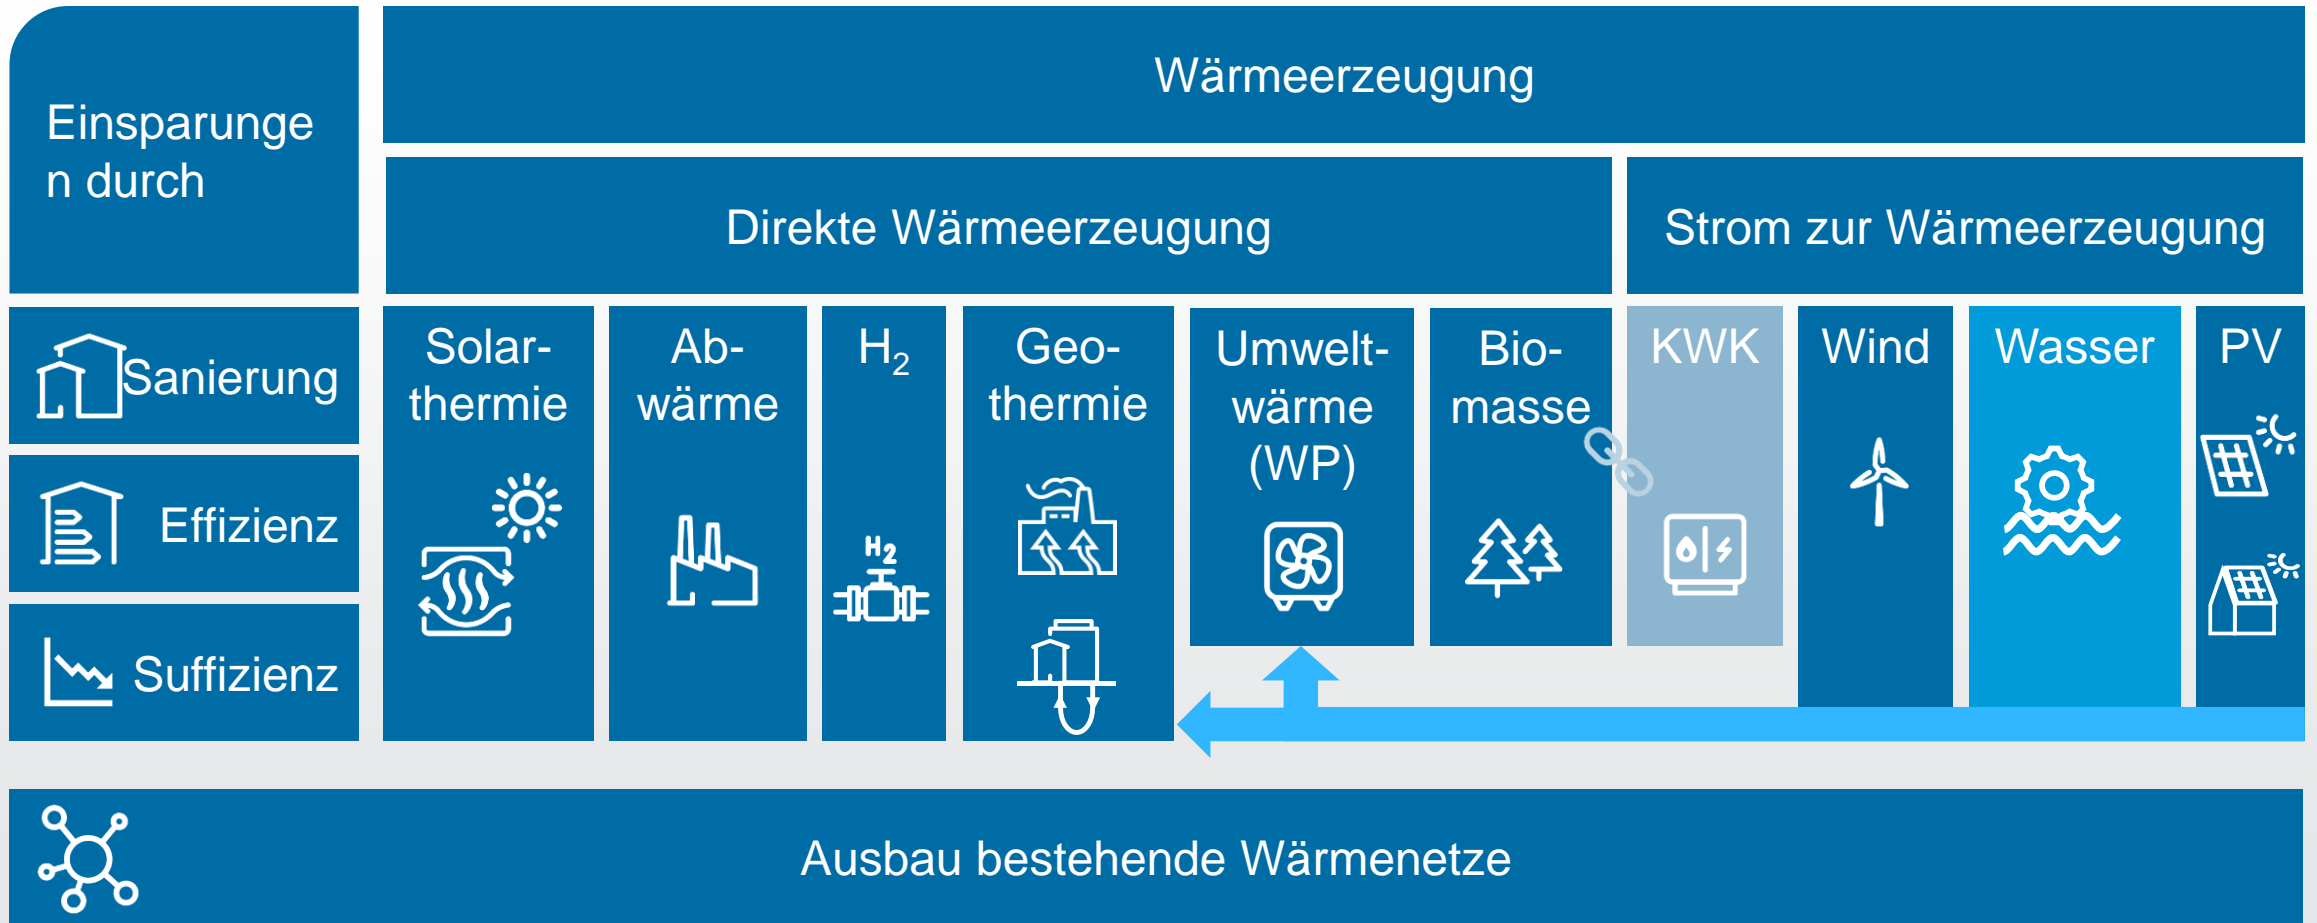 Einsparunge
n durch
Wärmeerzeugung
Direkte Wärmeerzeugung
Strom zur Wärmeerzeugung
Sanierung
Effizienz
Suffizienz
Solar-
thermie
Ab-
wärme
H₂
H₂
Geo-
thermie
Umwelt-
wärme
(WP)
Bio-
masse
KWK
Wind
Wasser
PV
Ausbau bestehende Wärmenetze